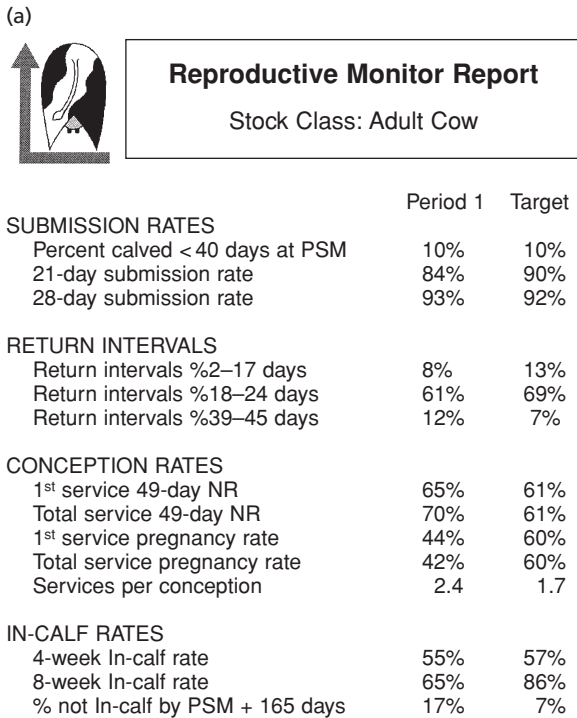 (a)
Reproductive Monitor Report
Stock Class: Adult Cow
Period 1 Target
SUBMISSION RATES
Percent calved < 40 days at PSM 10% 10%
21-day submission rate 84% 90%
28-day submission rate 93% 92%
RETURN INTERVALS
Return intervals %2–17 days 8% 13%
Return intervals %18–24 days 61% 69%
Return intervals %39–45 days 12% 7%
CONCEPTION RATES
1st service 49-day NR 65% 61%
Total service 49-day NR 70% 61%
1st service pregnancy rate 44% 60%
Total service pregnancy rate 42% 60%
Services per conception 2.4 1.7
IN-CALF RATES
4-week In-calf rate 55% 57%
8-week In-calf rate 65% 86%
% not In-calf by PSM + 165 days 17% 7%